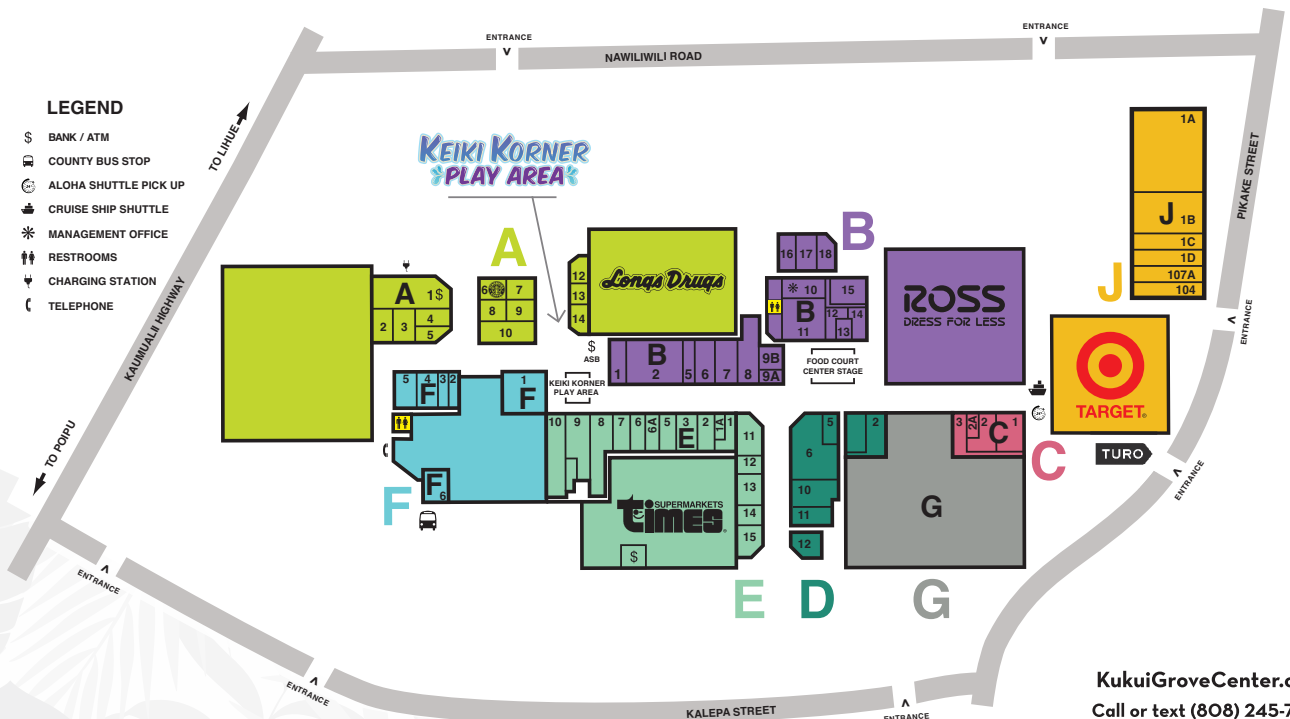 ENTRANCE
ENTRANCE
NAWILIWILI ROAD
LEGEND
$ BANK / ATM
COUNTY BUS STOP
ALOHA SHUTTLE PICK UP
CRUISE SHIP SHUTTLE
MANAGEMENT OFFICE
RESTROOMS
CHARGING STATION
TELEPHONE
TO LIHUE
KAUMUALII HIGHWAY
TO POIPU
KEIKI KORNER
PLAY AREA
PIKAKE STREET
1A
J 1B
1C
1D
107A
104
J
A
A 1 $
2 3 4
5
6 7
8 9
10
12
13
14
Longs Drugs
B
16 17 18
10 15
B 12 14
11 13
ROSS
DRESS FOR LESS
ENTRANCE
$
ASB
KEIKI KORNER
PLAY AREA
B
1 2 5 6 7 8 9B
9A
FOOD COURT
CENTER STAGE
TARGET
TURO
ENTRANCE
5 4 3 2
F
1
F
F
6
F
10 9 8 7 6 6A 5 3 2 1A 1
E
11
12
13
14
15
TIMES
SUPERMARKETS
$
E
5 2
6
10
11
12
D
3 2A 2 1
C
C
G
G
ENTRANCE
ENTRANCE
KALEPA STREET
ENTRANCE
KukuiGroveCenter.c
Call or text (808) 245-7